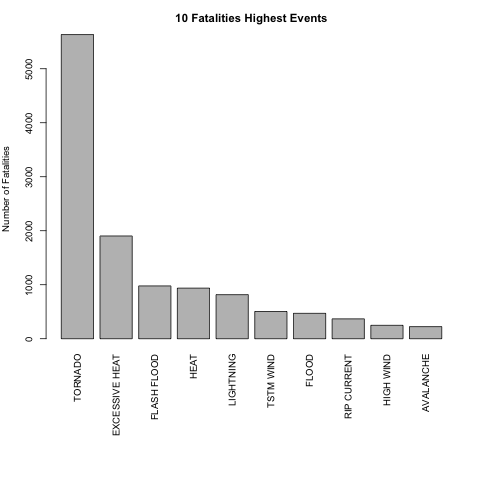 10 Fatalities Highest Events
Number of Fatalities
5000
4000
3000
2000
1000
0
TORNADO
EXCESSIVE HEAT
FLASH FLOOD
HEAT
LIGHTNING
TSTM WIND
FLOOD
RIP CURRENT
HIGH WIND
AVALANCHE